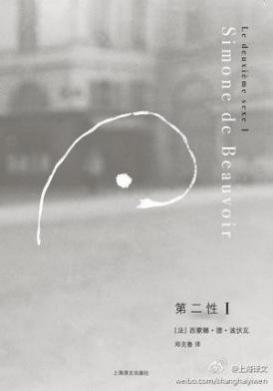 Le deuxième sexe I
Simone de Beauvoir
第二性 I
[法] 西蒙娜·德·波伏瓦
郑克鲁 译
上海译文出版社
@上海译文
weibo.com/shanghaiyiwen